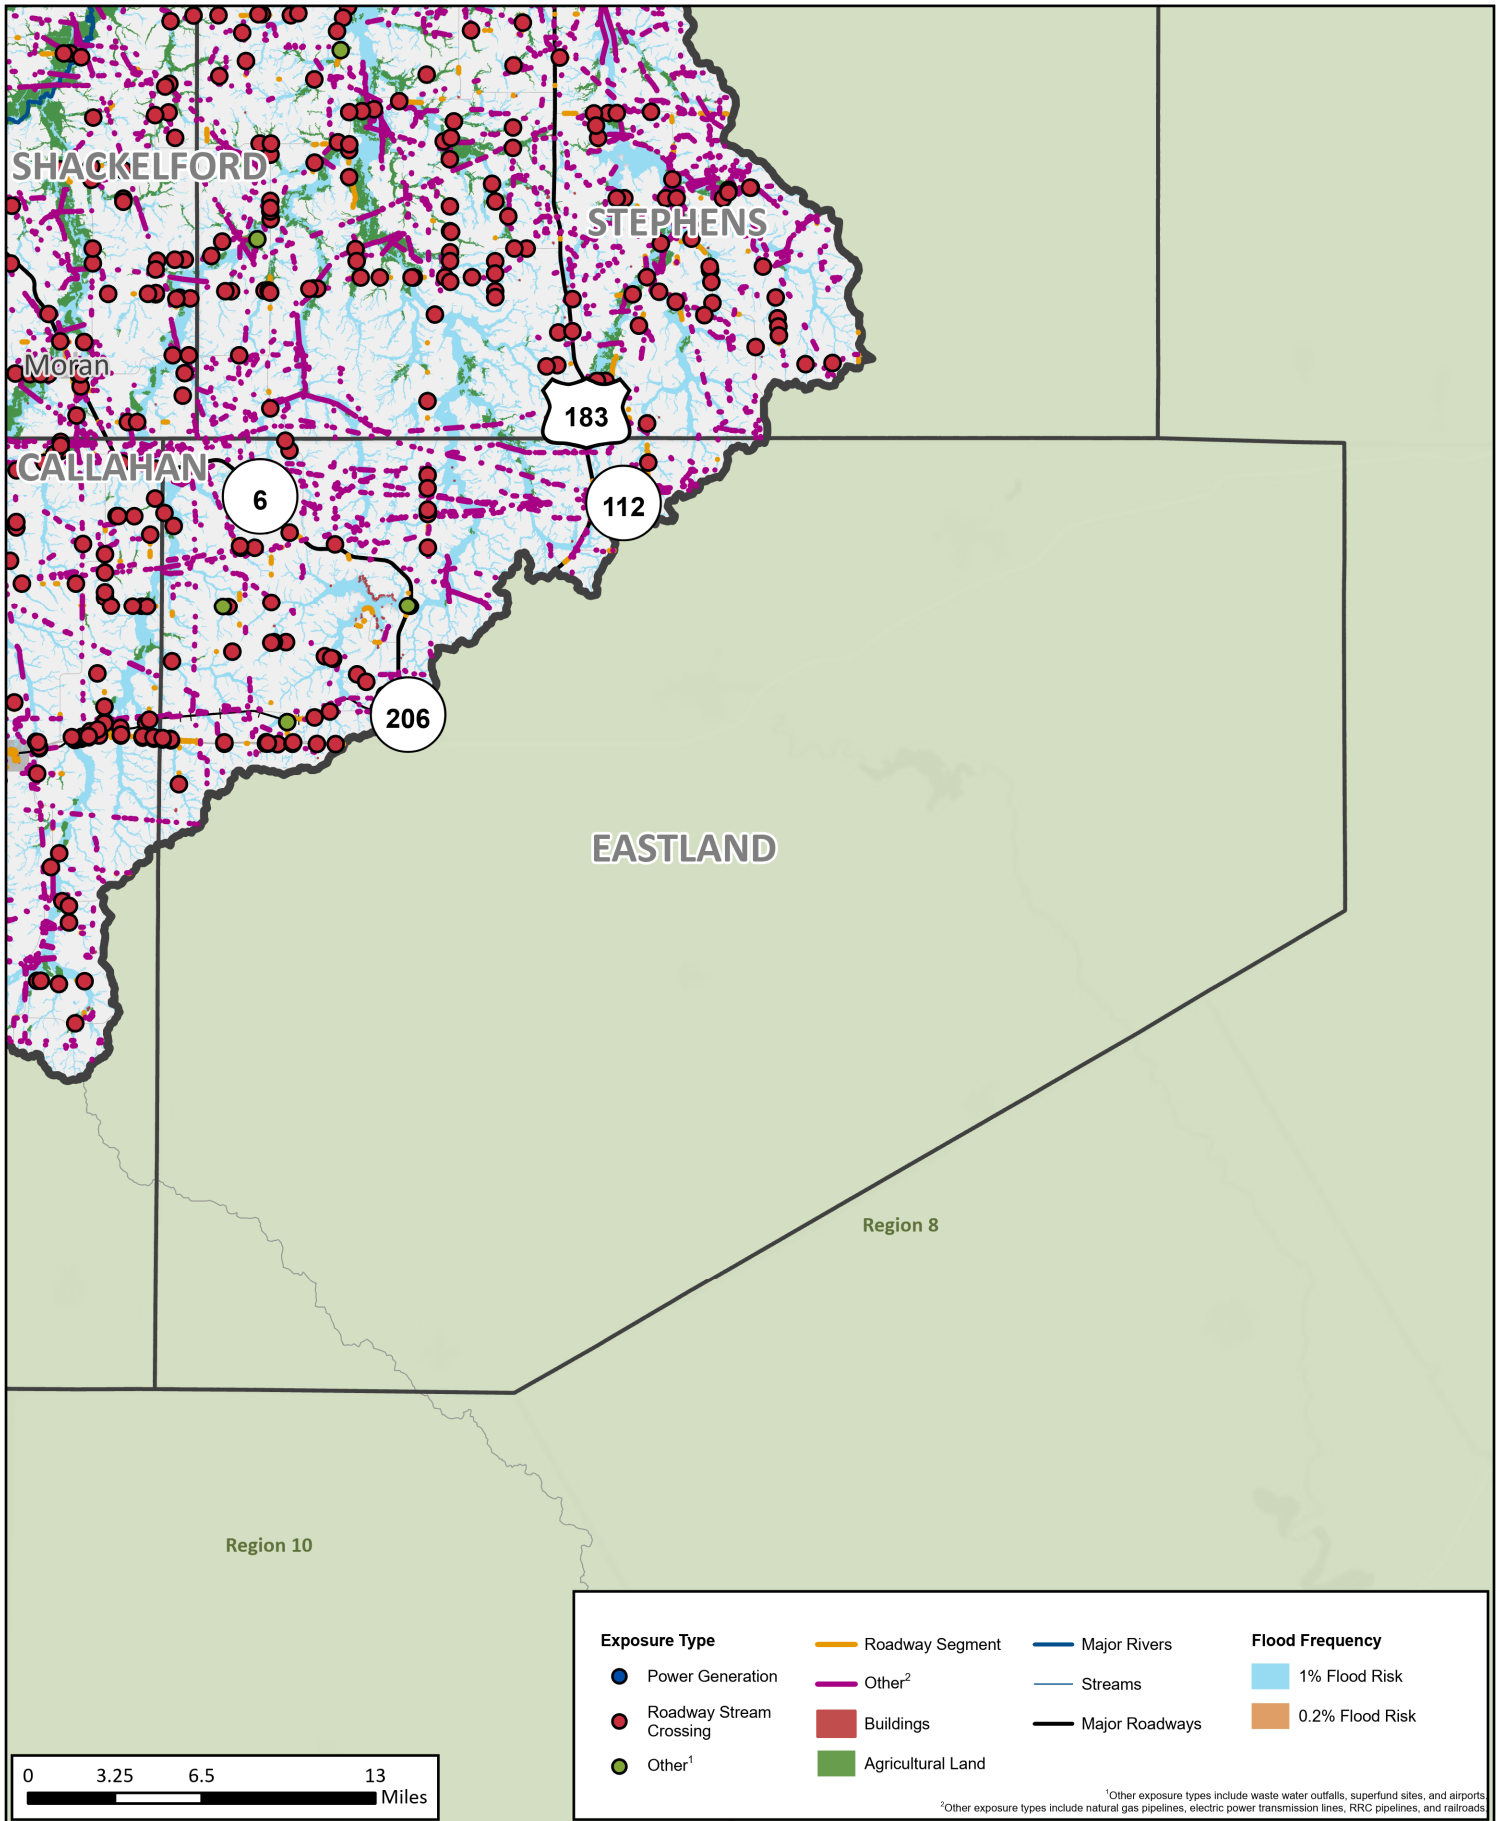 SHACKELFORD
STEPHENS
Moran
183
CALLAHAN
6
112
206
EASTLAND
Region 8
Region 10
Exposure Type
Power Generation
Roadway Stream
Crossing
Other1
Roadway Segment
Other2
Buildings
Agricultural Land
Major Rivers
Streams
Major Roadways
Flood Frequency
1% Flood Risk
0.2% Flood Risk
1Other exposure types include waste water outfalls, superfund sites, and airports.
2Other exposure types include natural gas pipelines, electric power transmission lines, RRC pipelines, and railroads.
0 3.25 6.5 13
Miles